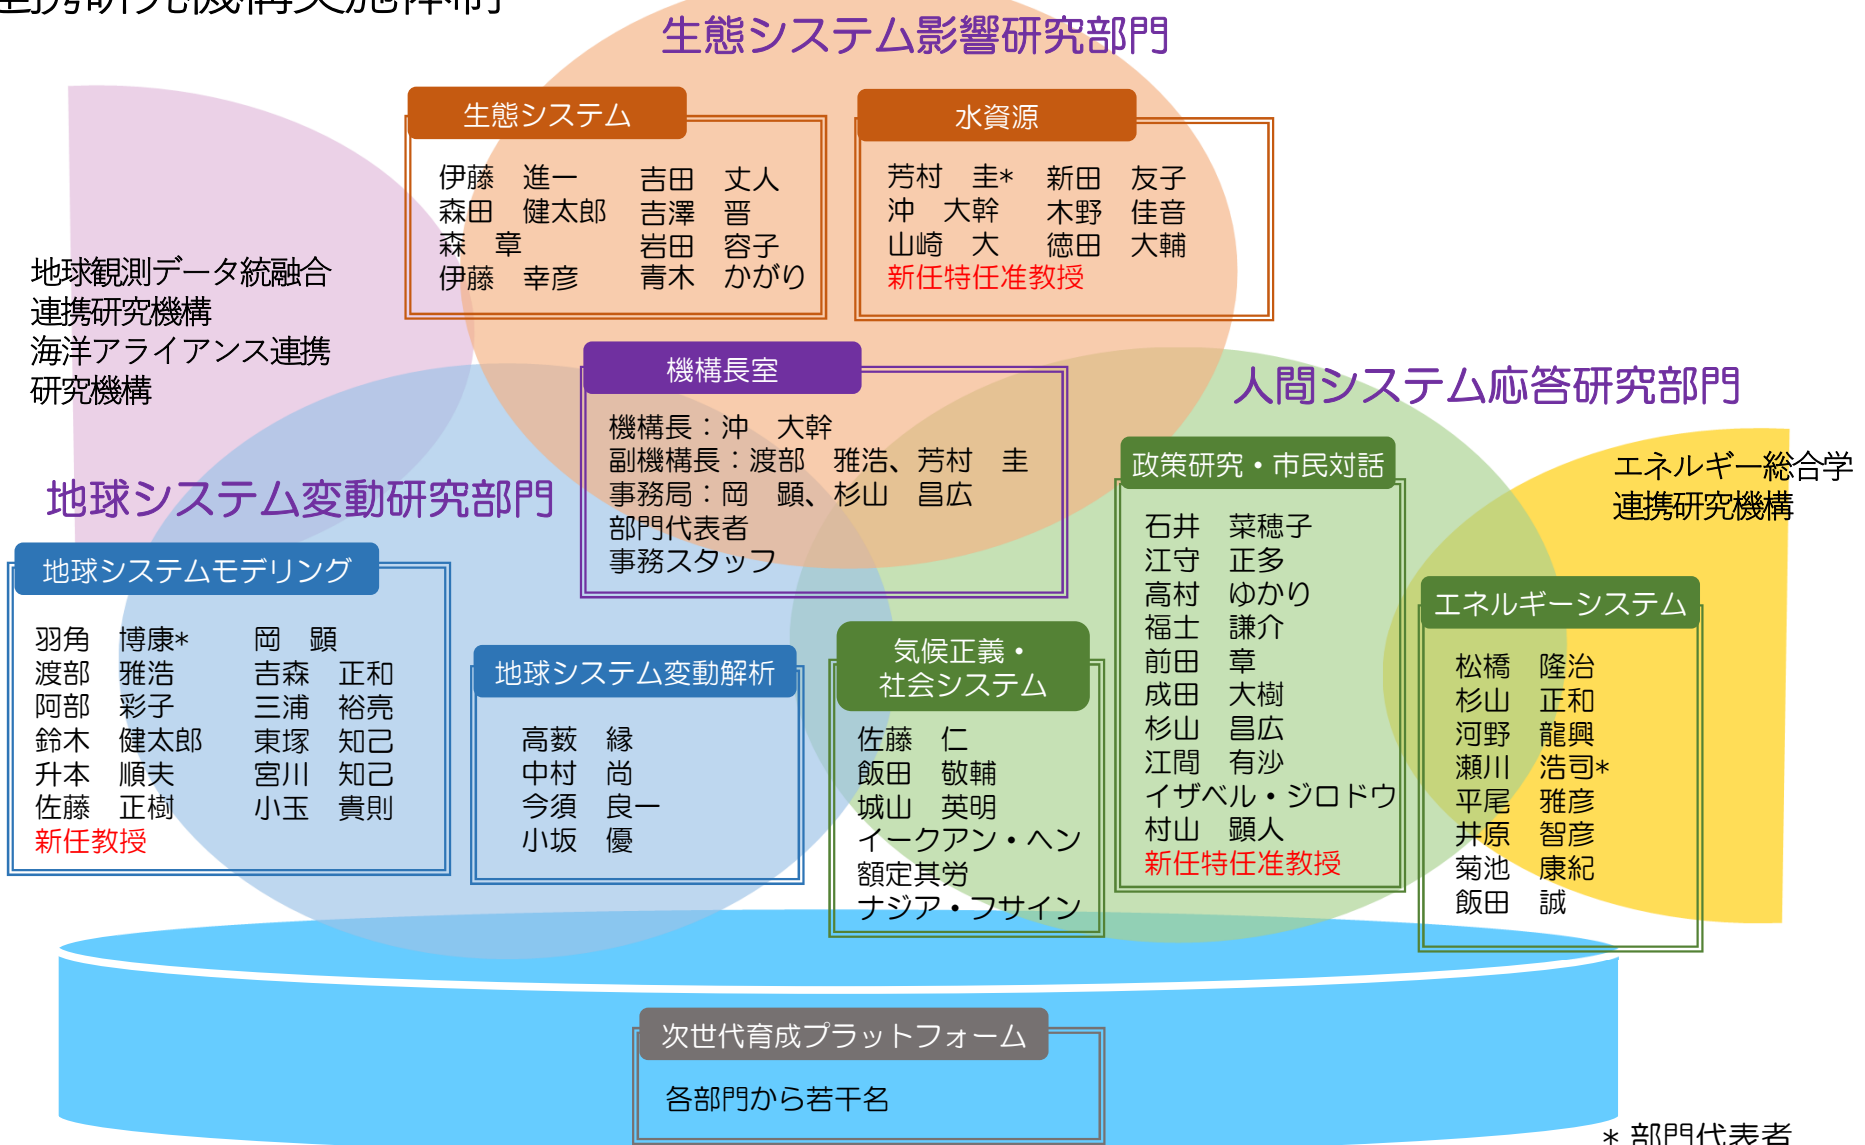 連携研究機構実施体制
生態システム影響研究部門
生態システム
伊藤　進一　吉田　丈人
森田　健太郎　吉澤　晋
森　章　岩田　容子
伊藤　幸彦　青木　かがり
水資源
芳村　圭*　新田　友子
沖　大幹　木野　佳音
山崎　大　徳田　大輔
新任特任准教授
地球観測データ統融合
連携研究機構
海洋アライアンス連携
研究機構
機構長室
機構長：沖　大幹
副機構長：渡部　雅浩、芳村　圭
事務局：岡　顕、杉山　昌広
部門代表者
事務スタッフ
地球システム変動研究部門
地球システムモデリング
羽角　博康*　岡　顕
渡部　雅浩　吉森　正和
阿部　彩子　三浦　裕亮
鈴木　健太郎　東塚　知己
升本　順夫　宮川　知己
佐藤　正樹　小玉　貴則
新任教授
地球システム変動解析
高薮　縁
中村　尚
今須　良一
小坂　優
人間システム応答研究部門
気候正義・
社会システム
佐藤　仁
飯田　敬輔
城山　英明
イークアン・ヘン
額定其労
ナジア・フサイン
政策研究・市民対話
石井　菜穂子
江守　正多
高村　ゆかり
福士　謙介
前田　章
成田　大樹
杉山　昌広
江間　有沙
イザベル・ジロドウ
村山　顕人
新任特任准教授
エネルギー総合学
連携研究機構
エネルギーシステム
松橋　隆治
杉山　正和
河野　龍興
瀬川　浩司*
平尾　雅彦
井原　智彦
菊池　康紀
飯田　誠
次世代育成プラットフォーム
各部門から若干名
* 部門代表者